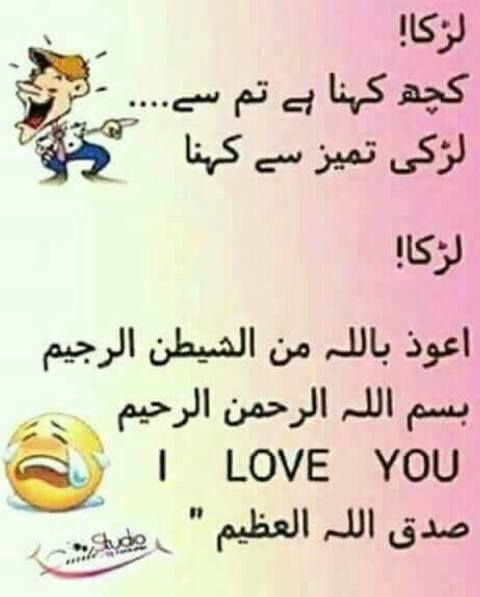 لڑکا!
کچھ کہنا ہے تم سے....
لڑکی تمیز سے کہنا
لڑکا!
اعوذ باللہ من الشیطن الرجیم
بسم اللہ الرحمن الرحیم
I LOVE YOU
صدق اللہ العظیم "
Studio
Smile